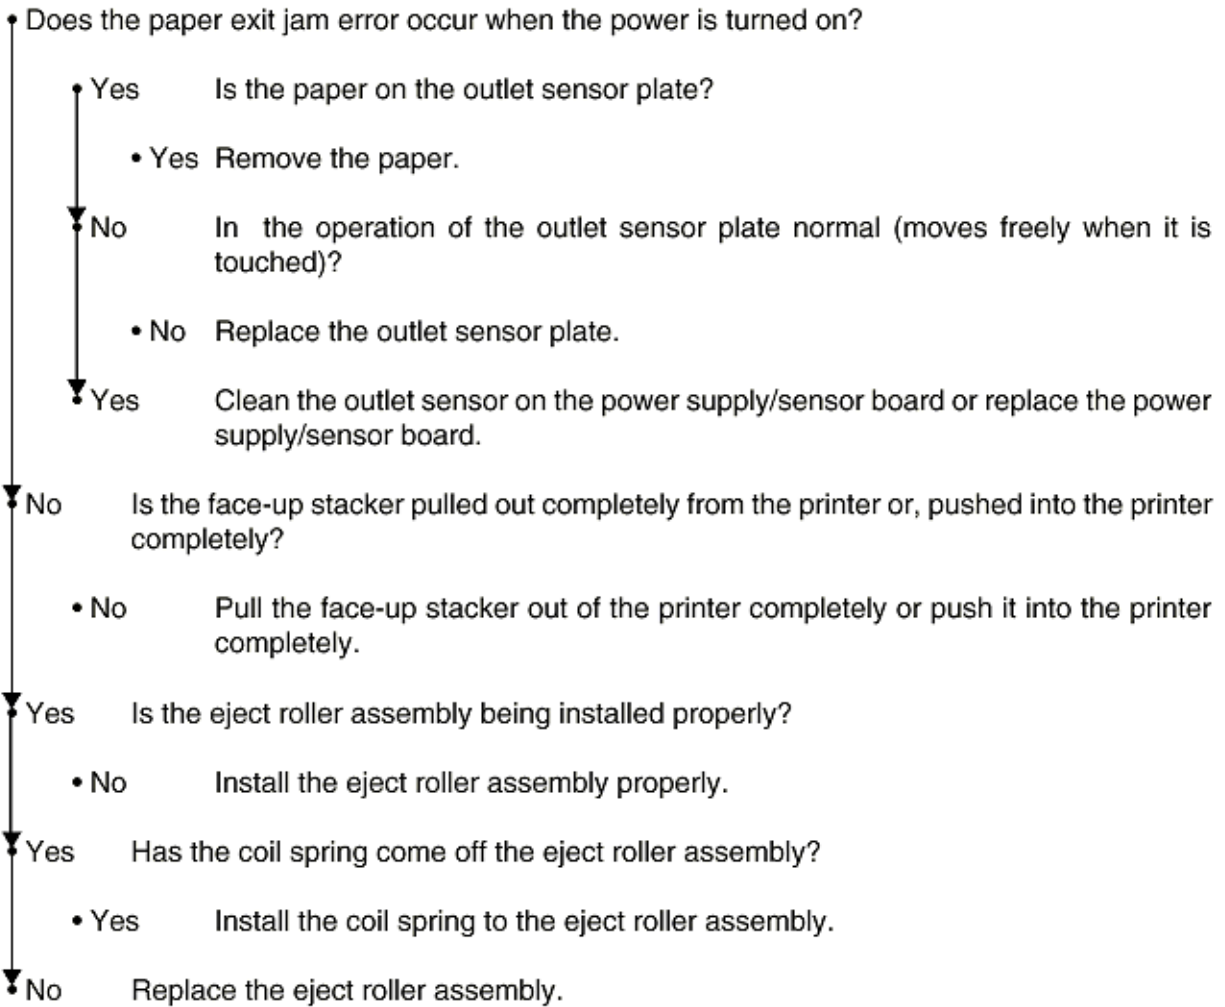 • Does the paper exit jam error occur when the power is turned on?
• Yes Is the paper on the outlet sensor plate?
• Yes Remove the paper.
• No In the operation of the outlet sensor plate normal (moves freely when it is
touched)?
• No Replace the outlet sensor plate.
• Yes Clean the outlet sensor on the power supply/sensor board or replace the power
supply/sensor board.
• No Is the face-up stacker pulled out completely from the printer or, pushed into the printer
completely?
• No Pull the face-up stacker out of the printer completely or push it into the printer
completely.
• Yes Is the eject roller assembly being installed properly?
• No Install the eject roller assembly properly.
• Yes Has the coil spring come off the eject roller assembly?
• Yes Install the coil spring to the eject roller assembly.
• No Replace the eject roller assembly.